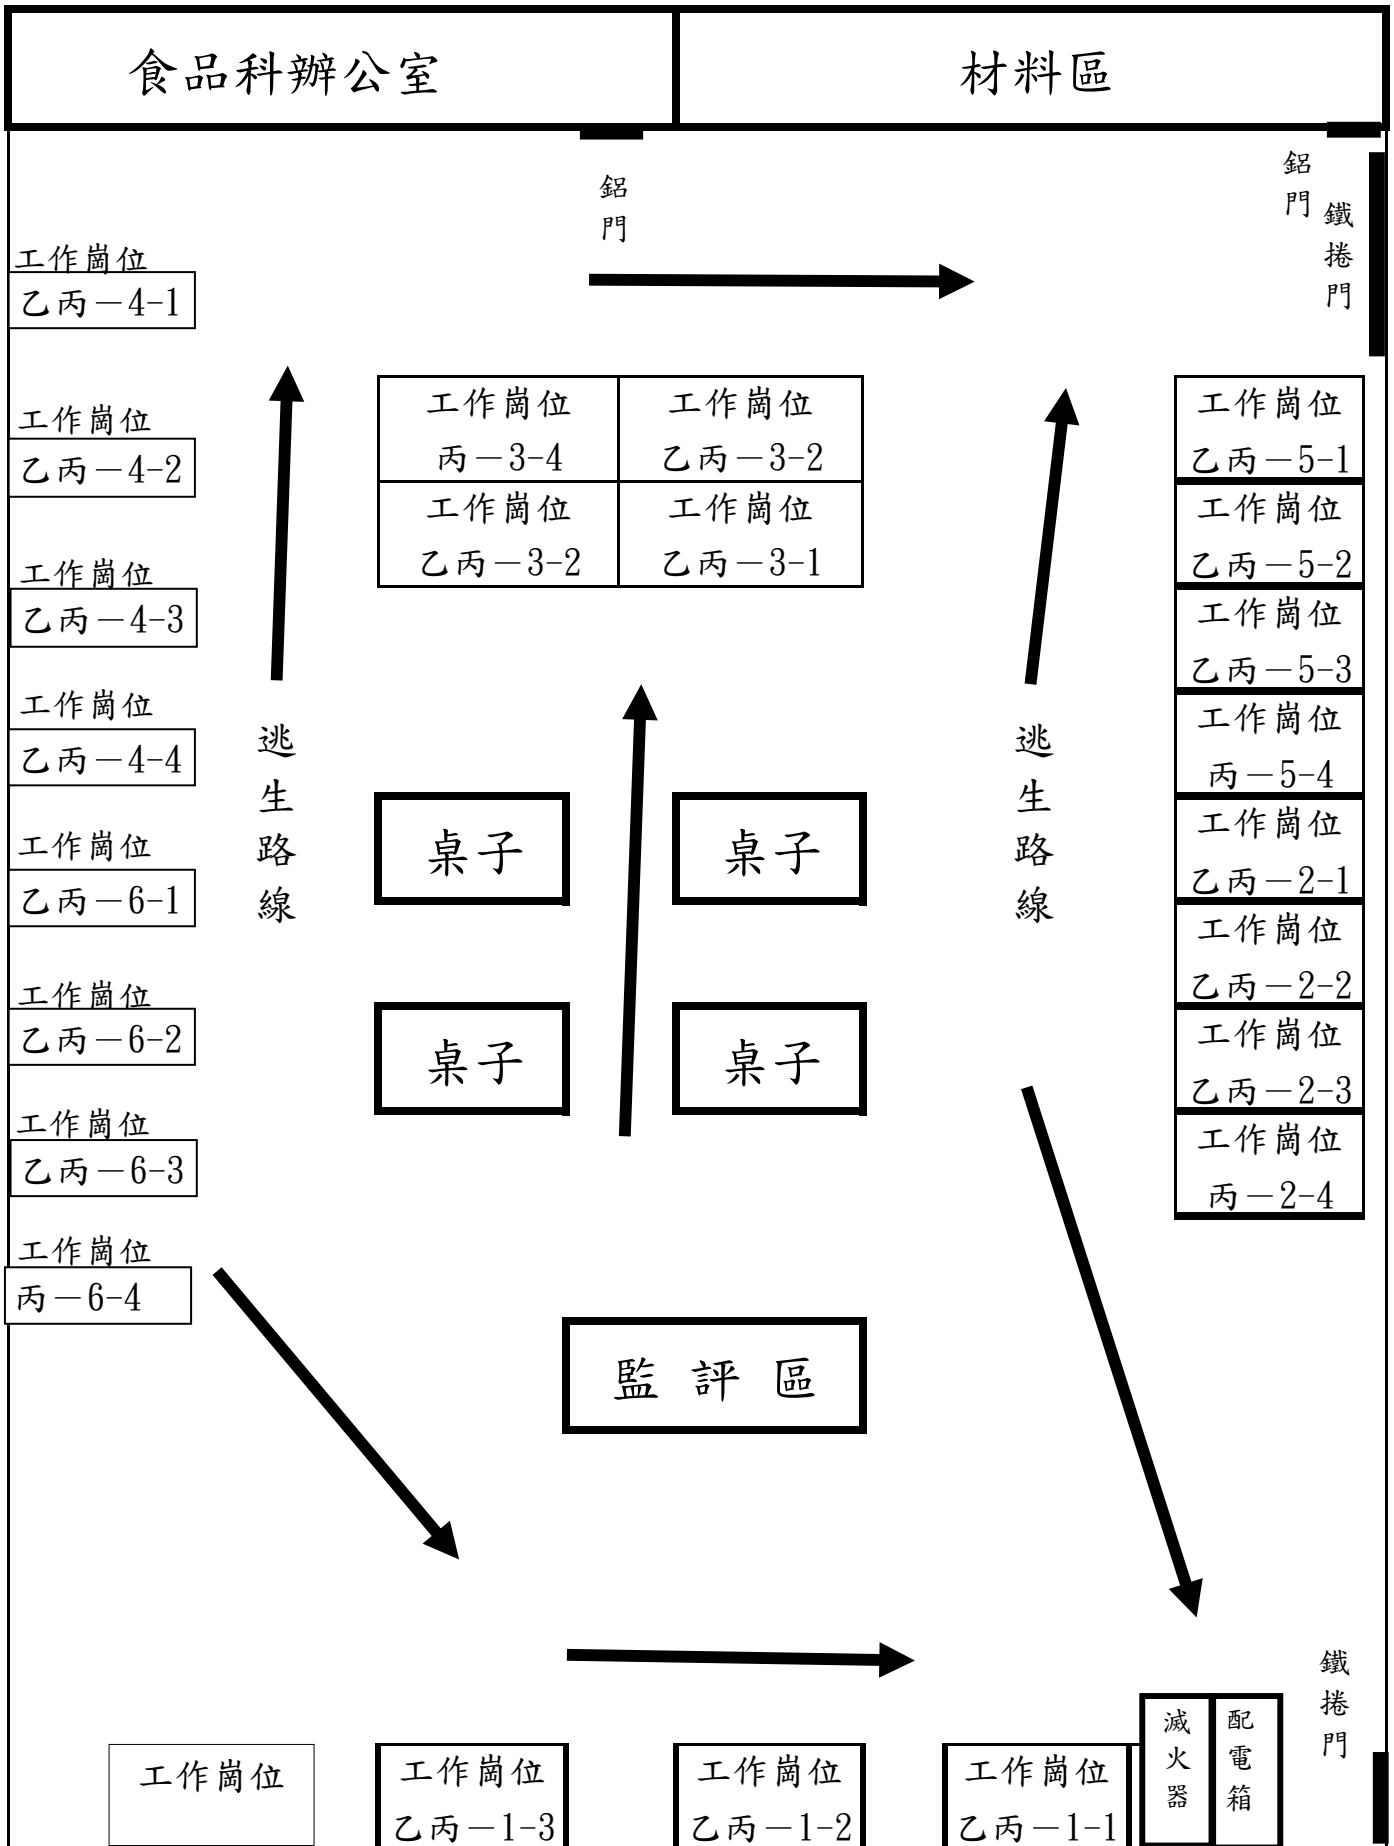 食品科辦公室
材料區
鋁門
鋁門
鐵捲門
工作崗位
乙丙－4-1
工作崗位
乙丙－4-2
工作崗位
乙丙－4-3
工作崗位
乙丙－4-4
工作崗位
乙丙－6-1
工作崗位
乙丙－6-2
工作崗位
乙丙－6-3
工作崗位
丙－6-4
逃生路線
工作崗位
丙－3-4
工作崗位
乙丙－3-2
工作崗位
乙丙－3-2
工作崗位
乙丙－3-1
桌子
桌子
桌子
桌子
監評區
逃生路線
工作崗位
乙丙－5-1
工作崗位
乙丙－5-2
工作崗位
乙丙－5-3
工作崗位
丙－5-4
工作崗位
乙丙－2-1
工作崗位
乙丙－2-2
工作崗位
乙丙－2-3
工作崗位
丙－2-4
工作崗位
工作崗位
乙丙－1-3
工作崗位
乙丙－1-2
工作崗位
乙丙－1-1
滅火器
配電箱
鐵捲門